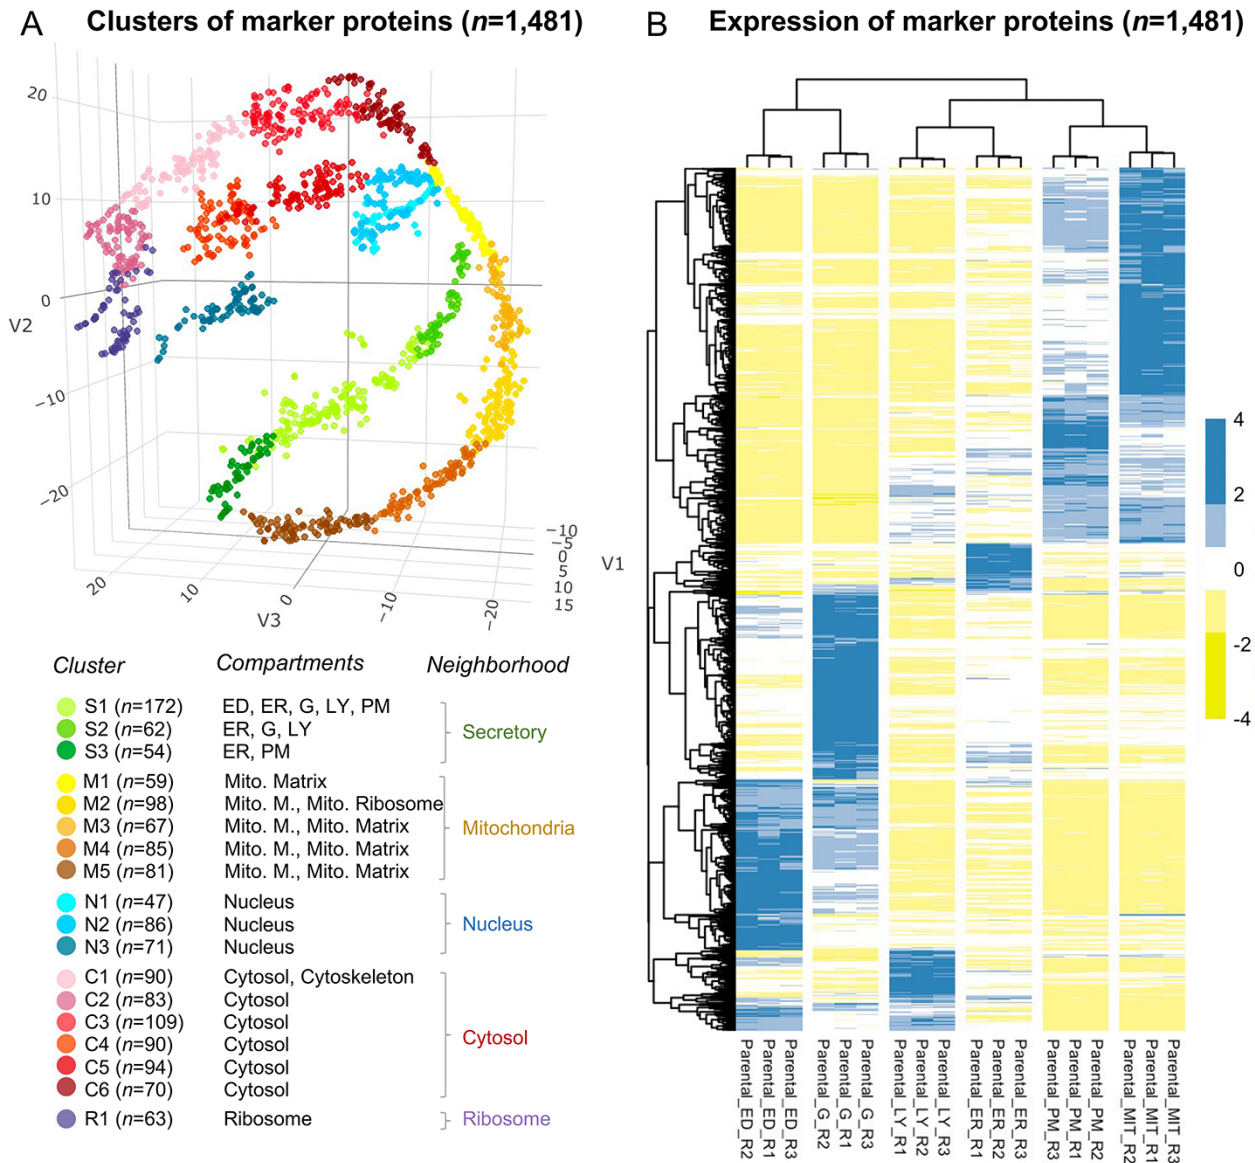 A Clusters of marker proteins (n=1,481)
20
10
0
V2
−10
−20
20
10
0
V3
−10
−20
−10
−5
0
5
10
15
V1
Cluster Compartments Neighborhood
S1 (n=172) ED, ER, G, LY, PM
S2 (n=62) ER, G, LY
S3 (n=54) ER, PM
Secretory
M1 (n=59) Mito. Matrix
M2 (n=98) Mito. M., Mito. Ribosome
M3 (n=67) Mito. M., Mito. Matrix
M4 (n=85) Mito. M., Mito. Matrix
M5 (n=81) Mito. M., Mito. Matrix
Mitochondria
N1 (n=47) Nucleus
N2 (n=86) Nucleus
N3 (n=71) Nucleus
Nucleus
C1 (n=90) Cytosol, Cytoskeleton
C2 (n=83) Cytosol
C3 (n=109) Cytosol
C4 (n=90) Cytosol
C5 (n=94) Cytosol
C6 (n=70) Cytosol
Cytosol
R1 (n=63) Ribosome Ribosome
B Expression of marker proteins (n=1,481)
4
2
0
-2
-4
Parental_ED_R2
Parental_ED_R1
Parental_ED_R3
Parental_G_R2
Parental_G_R1
Parental_G_R3
Parental_LY_R1
Parental_LY_R2
Parental_LY_R3
Parental_ER_R1
Parental_ER_R2
Parental_ER_R3
Parental_PM_R3
Parental_PM_R1
Parental_PM_R2
Parental_MIT_R2
Parental_MIT_R1
Parental_MIT_R3